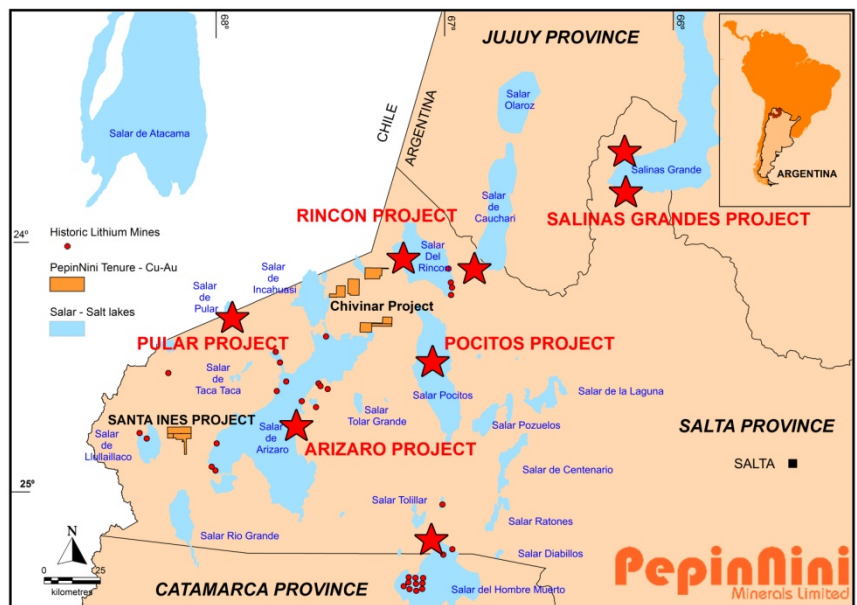 68°
67°
66°
JUJUY PROVINCE
Salar
Olaroz
CHILE
ARGENTINA
Salar de Atacama
ARGENTINA
Salinas Grande
Salar
de
Cauchari
RINCON PROJECT
SALINAS GRANDES PROJECT
Historic Lithium Mines
PepinNini Tenure - Cu-Au
Salar - Salt lakes
24°
Salar
Del
Rincon
Salar
de
Incahuasi
Salar
de
Pular
Chivinar Project
PULAR PROJECT
POCITOS PROJECT
Salar
de
Taca Taca
Salar Pocitos
Salar de la Laguna
Salar
Tolar Grande
Salar Pozuelos
SANTA INES PROJECT
SALTA PROVINCE
Salar
de
Llullaillaco
Salar
de
Arizaro
ARIZARO PROJECT
SALTA
Salar de Centenario
25°
Salar Tolillar
Salar Ratones
Salar Rio Grande
Salar Diabillos
N
0
25
kilometres
CATAMARCA PROVINCE
Salar del Hombre Muerto
PepinNini
Minerals Limited